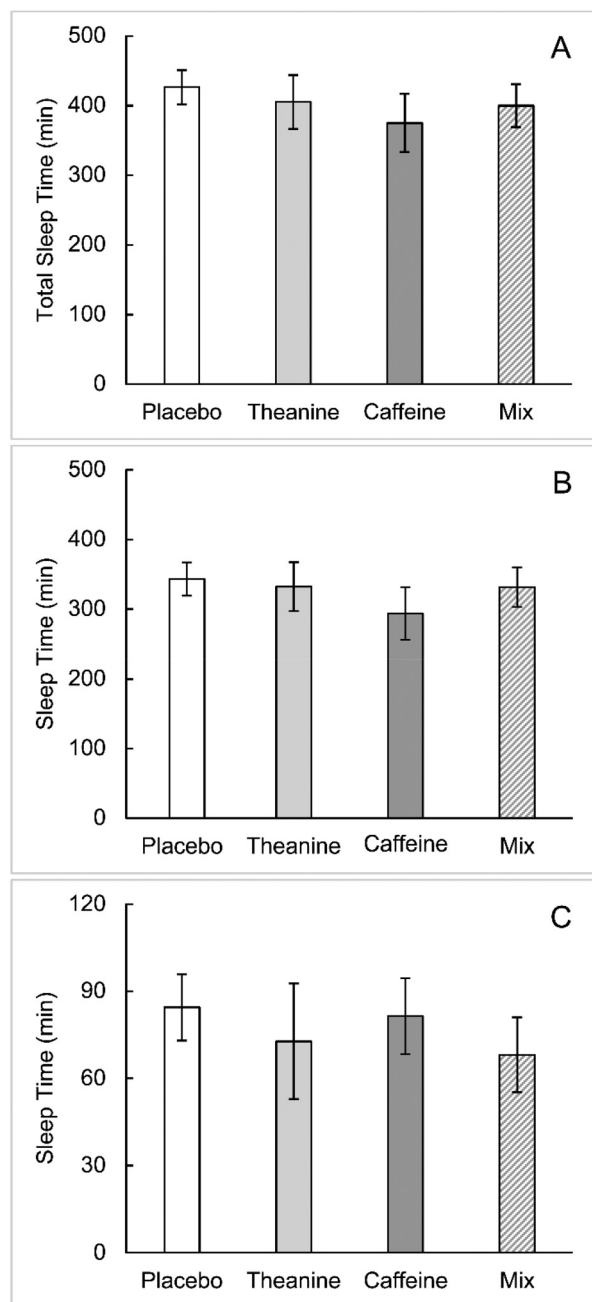 A
Total Sleep Time (min)
500
400
300
200
100
0
Placebo Theanine Caffeine Mix
B
Sleep Time (min)
500
400
300
200
100
0
Placebo Theanine Caffeine Mix
C
Sleep Time (min)
120
90
60
30
0
Placebo Theanine Caffeine Mix